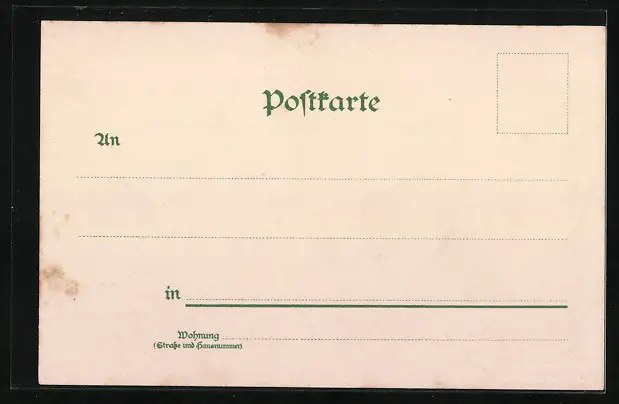 Postkarte
An
in
Wohnung
(Straße und Hausnummer)